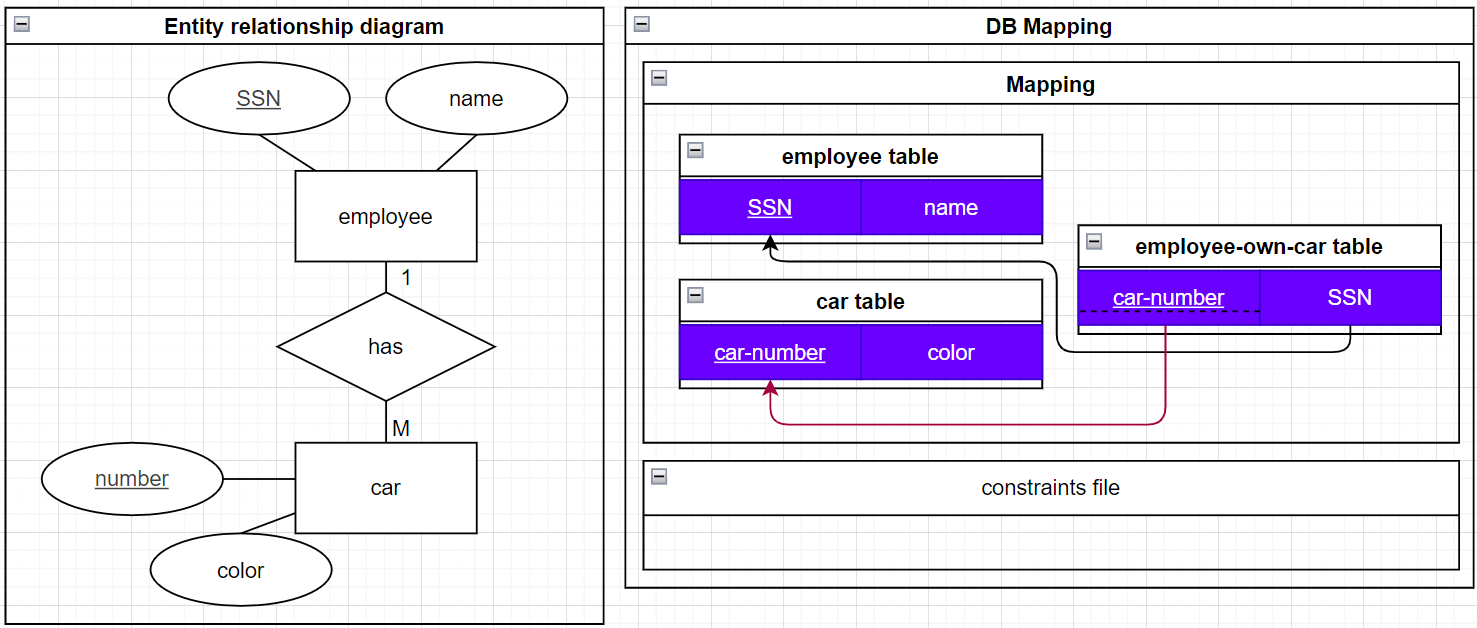 Entity relationship diagram
SSN
name
employee
1
has
M
number
car
color
DB Mapping
Mapping
employee table
SSN
name
employee-own-car table
car-number
SSN
car table
car-number
color
constraints file